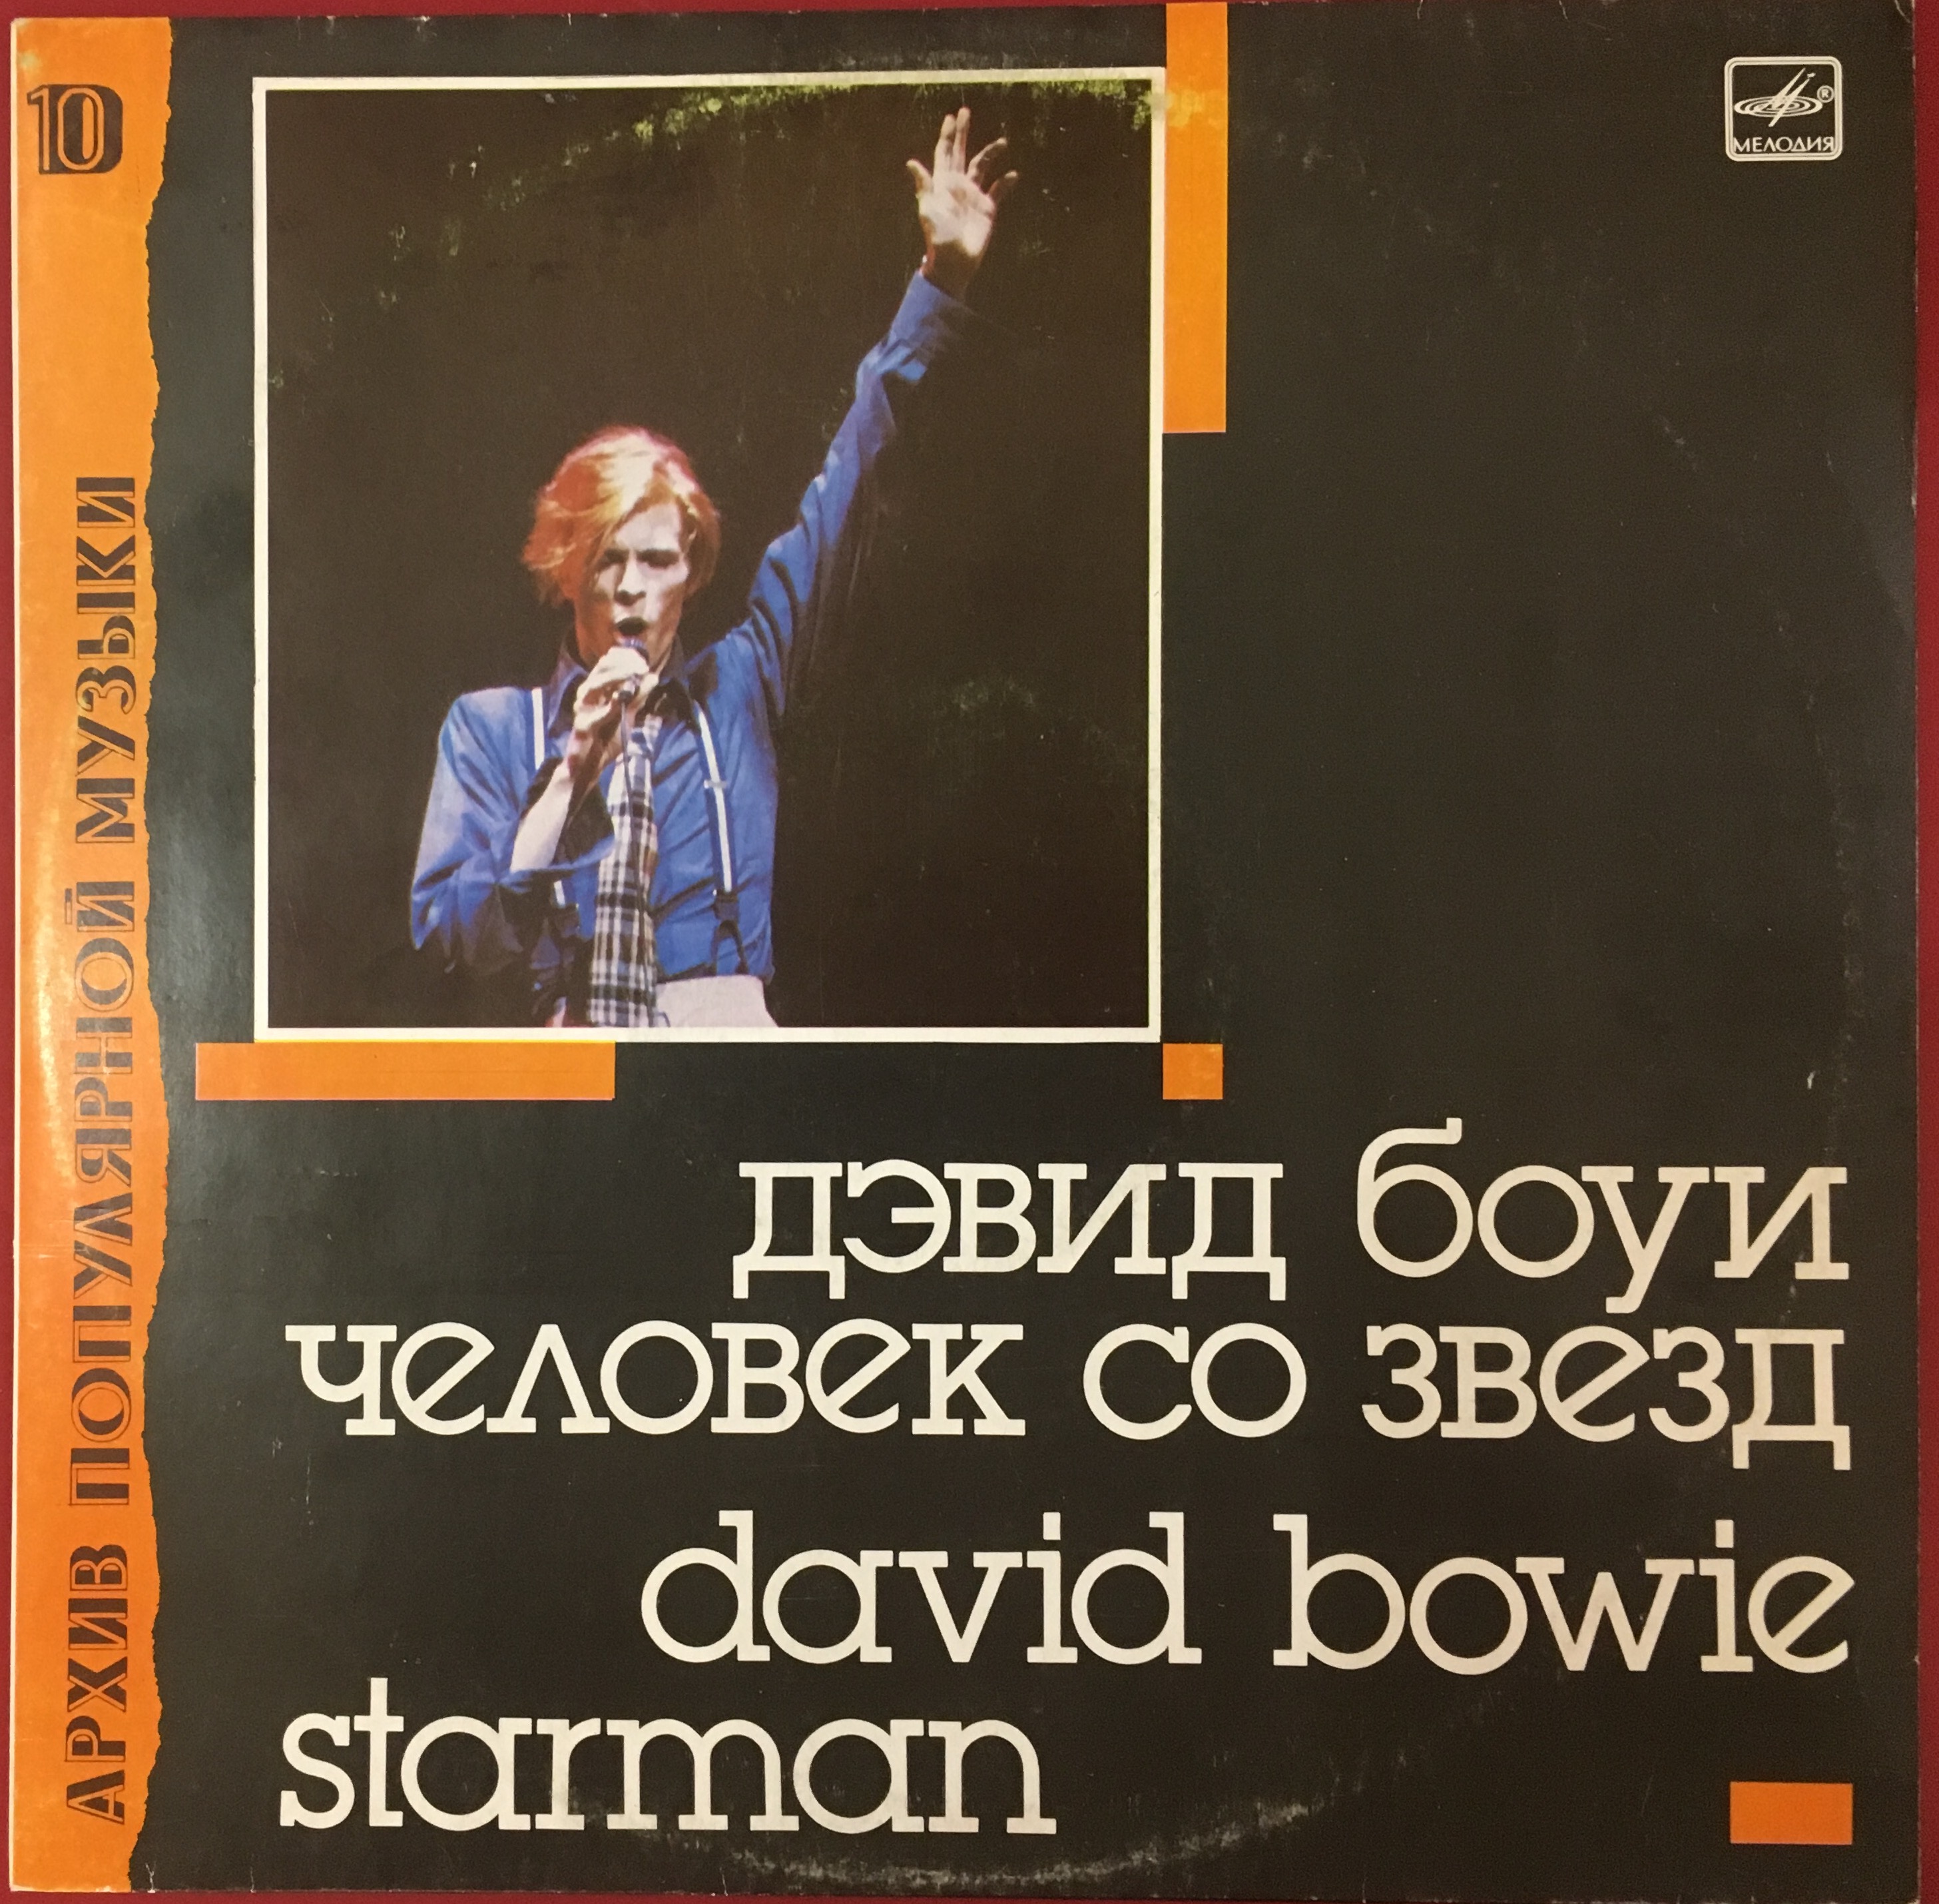 10
АРХИВ ПОПУЛЯРНОЙ МУЗЫКИ
®
МЕЛОДИЯ
дэвид боуи
человек со звезд
david bowie
starman